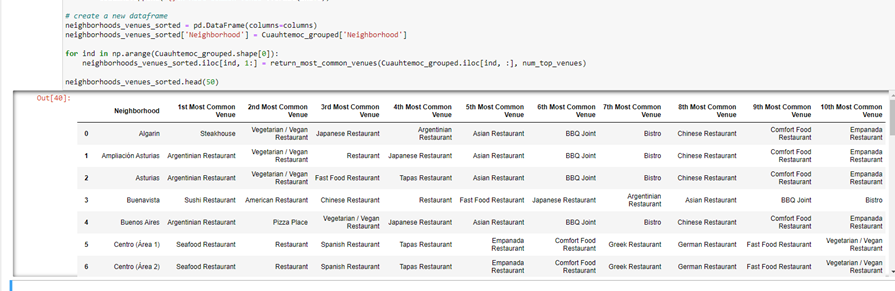 # create a new dataframe
neighborhoods_venues_sorted = pd.DataFrame(columns=columns)
neighborhoods_venues_sorted['Neighborhood'] = Cuauhtemoc_grouped['Neighborhood']
for ind in np.arange(Cuauhtemoc_grouped.shape[0]):
neighborhoods_venues_sorted.iloc[ind, 1:] = return_most_common_venues(Cuauhtemoc_grouped.iloc[ind, :], num_top_venues)
neighborhoods_venues_sorted.head(50)
Out[40]:
Neighborhood 1st Most Common Venue 2nd Most Common Venue 3rd Most Common Venue 4th Most Common Venue 5th Most Common Venue 6th Most Common Venue 7th Most Common Venue 8th Most Common Venue 9th Most Common Venue 10th Most Common Venue
0 Algarin Steakhouse Vegetarian / Vegan Restaurant Japanese Restaurant Argentinian Restaurant Asian Restaurant BBQ Joint Bistro Chinese Restaurant Comfort Food Restaurant Empanada Restaurant
1 Ampliación Asturias Argentinian Restaurant Vegetarian / Vegan Restaurant Restaurant Japanese Restaurant Asian Restaurant BBQ Joint Bistro Chinese Restaurant Comfort Food Restaurant Empanada Restaurant
2 Asturias Argentinian Restaurant Vegetarian / Vegan Restaurant Fast Food Restaurant Tapas Restaurant Asian Restaurant BBQ Joint Bistro Chinese Restaurant Comfort Food Restaurant Empanada Restaurant
3 Buenavista Sushi Restaurant American Restaurant Chinese Restaurant Restaurant Fast Food Restaurant Japanese Restaurant Argentinian Restaurant Asian Restaurant BBQ Joint Bistro
4 Buenos Aires Argentinian Restaurant Pizza Place Vegetarian / Vegan Restaurant Japanese Restaurant Asian Restaurant BBQ Joint Bistro Chinese Restaurant Comfort Food Restaurant Empanada Restaurant
5 Centro (Área 1) Seafood Restaurant Restaurant Spanish Restaurant Tapas Restaurant Empanada Restaurant Comfort Food Restaurant Greek Restaurant German Restaurant Fast Food Restaurant Vegetarian / Vegan Restaurant
6 Centro (Área 2) Seafood Restaurant Restaurant Spanish Restaurant Tapas Restaurant Empanada Restaurant Comfort Food Restaurant Greek Restaurant German Restaurant Fast Food Restaurant Vegetarian / Vegan Restaurant